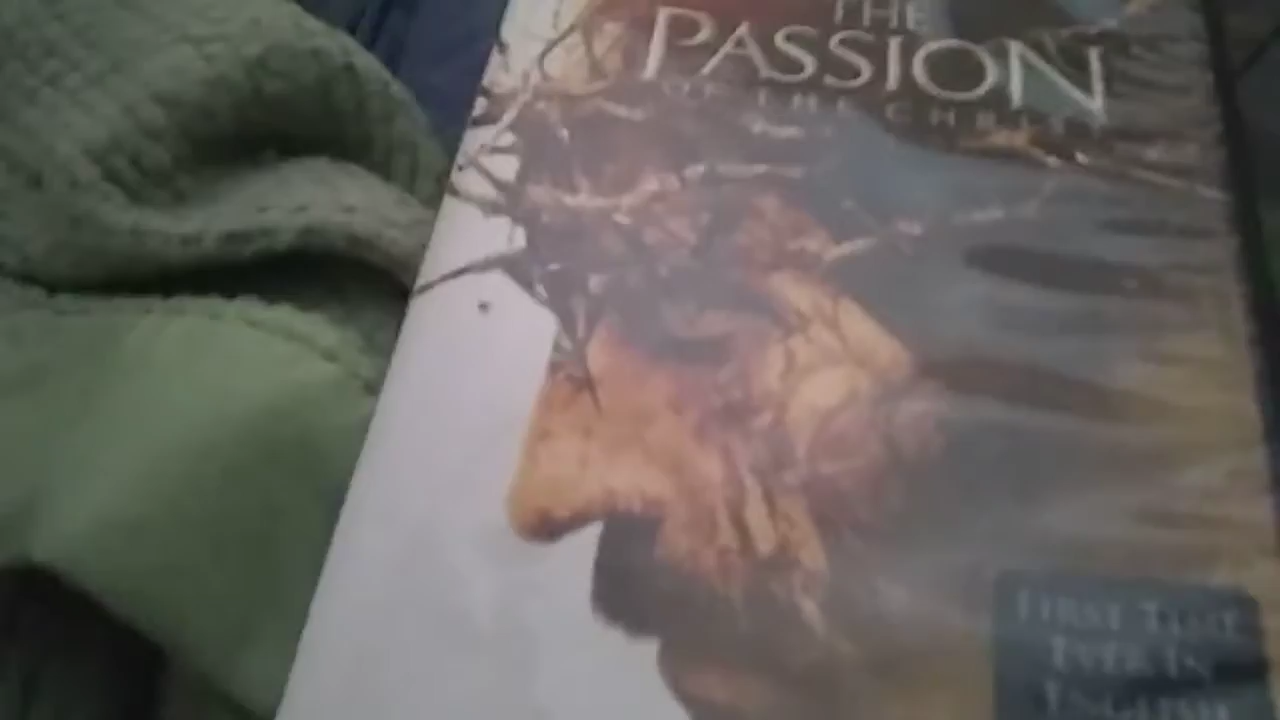 THE
PASSION
OF THE CHRIST
FIRST TIME
EVER IN
ENGLISH